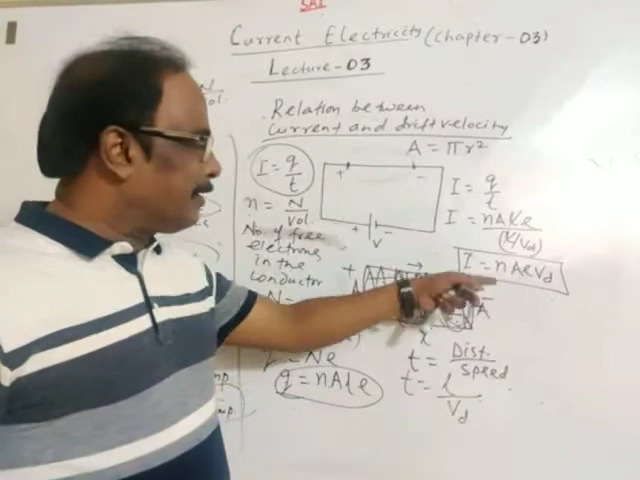 SAI
Current Electricity (Chapter-03)
Lecture-03
Relation between
Current and drift velocity
A = πr²
I = q/t
n = N/vol.
No. of free
electrons
in the
conductor
+ −
+ −
V
I = q/t
I = nAle/(l/Vd)
I = nAeVd
A
q = nAle
t = Dist./Speed
t = l/Vd